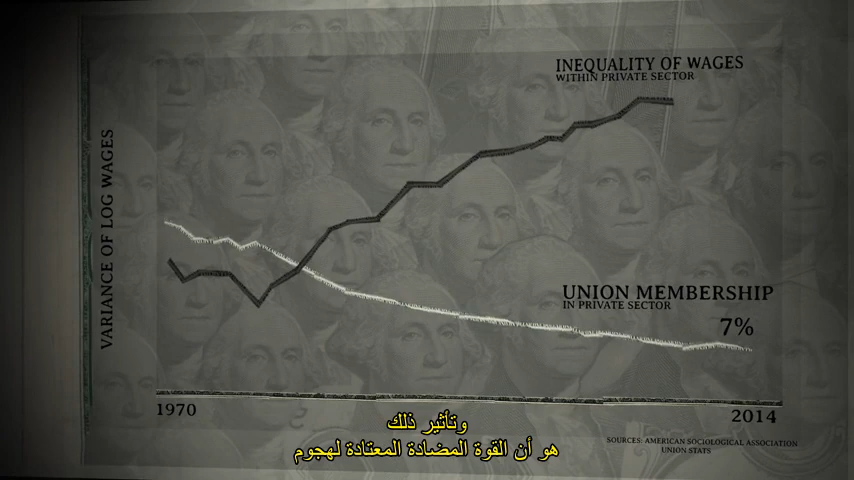 INEQUALITY OF WAGES
WITHIN PRIVATE SECTOR
VARIANCE OF LOG WAGES
UNION MEMBERSHIP
IN PRIVATE SECTOR
7%
1970
2014
وتأثير ذلك
هو أن القوة المضادة المعتادة لهجوم
SOURCES: AMERICAN SOCIOLOGICAL ASSOCIATION
UNION STATS